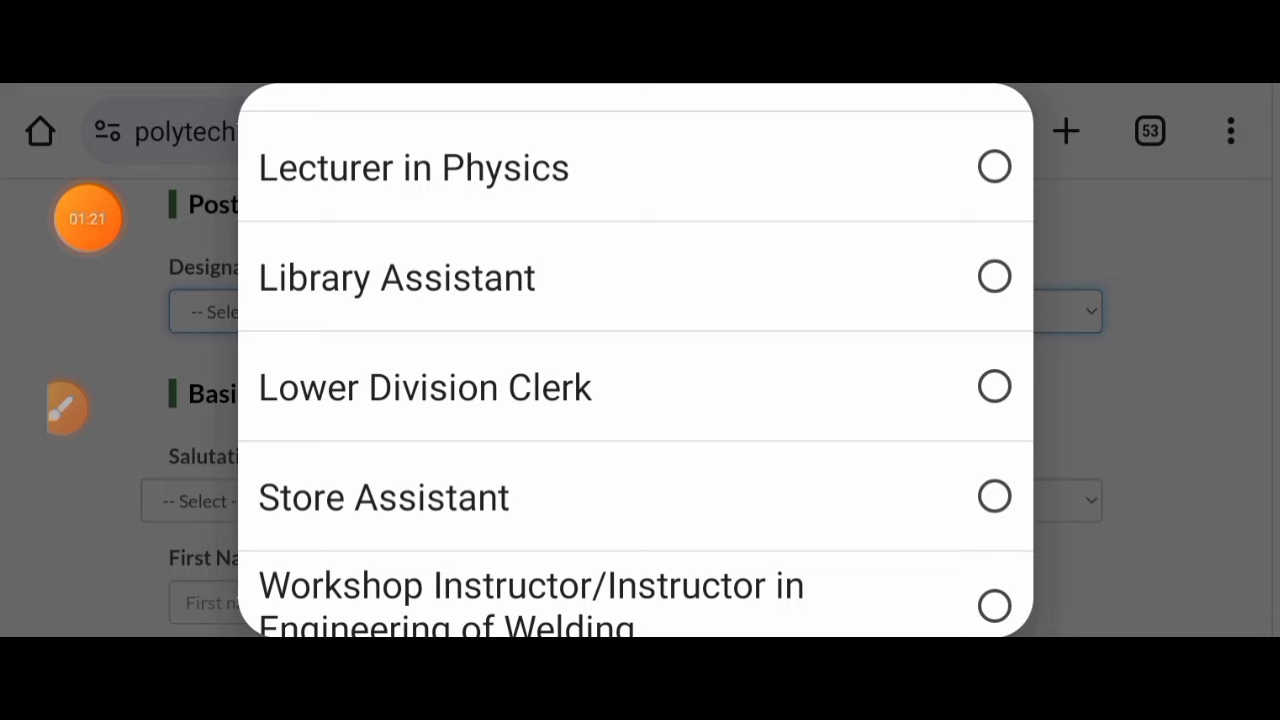 polytech
53
Lecturer in Physics
01:21
Post
Designa
Library Assistant
-- Sele
Lower Division Clerk
Basi
Salutati
-- Select -
Store Assistant
First Na
First n
Workshop Instructor/Instructor in
Engineering of Welding